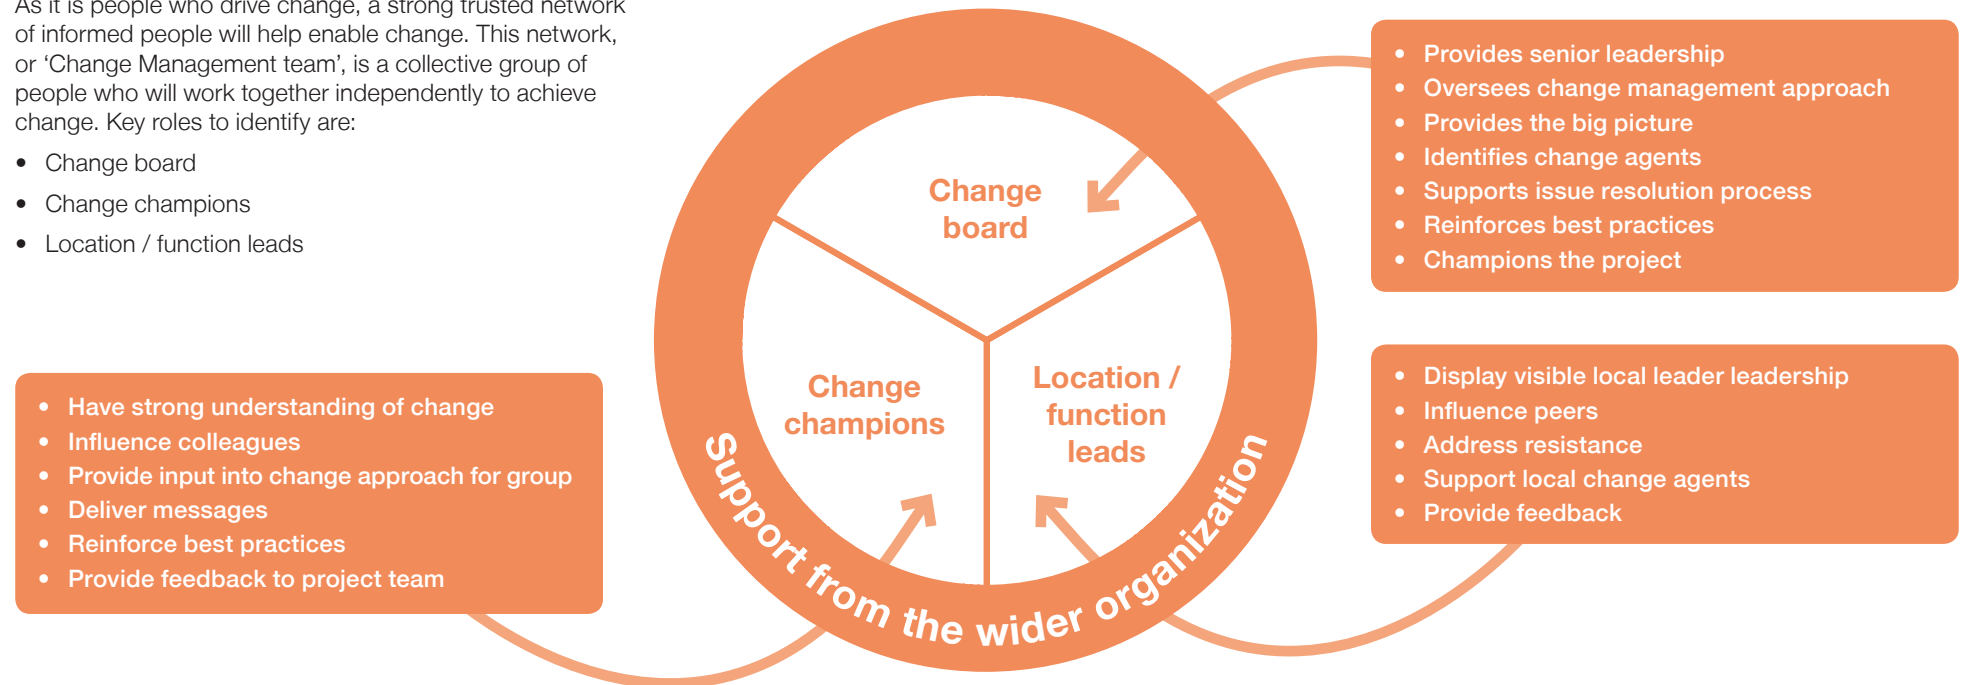 As it is people who drive change, a strong trusted network
of informed people will help enable change. This network,
or ‘Change Management team’, is a collective group of
people who will work together independently to achieve
change. Key roles to identify are:
• Change board
• Change champions
• Location / function leads
Change
board
Change
champions
Location /
function
leads
Support from the wider organization
• Provides senior leadership
• Oversees change management approach
• Provides the big picture
• Identifies change agents
• Supports issue resolution process
• Reinforces best practices
• Champions the project
• Display visible local leader leadership
• Influence peers
• Address resistance
• Support local change agents
• Provide feedback
• Have strong understanding of change
• Influence colleagues
• Provide input into change approach for group
• Deliver messages
• Reinforce best practices
• Provide feedback to project team